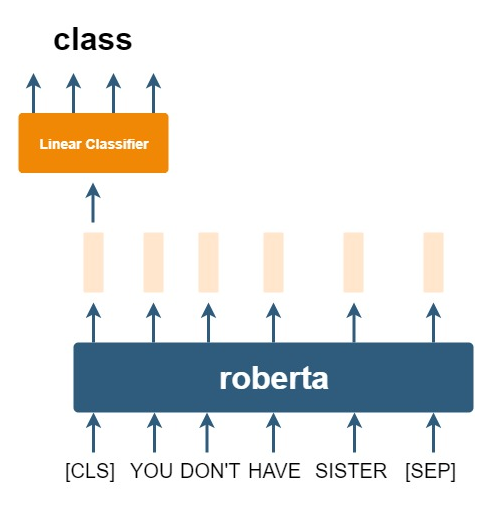 class
Linear Classifier
roberta
[CLS] YOU DON'T HAVE SISTER [SEP]